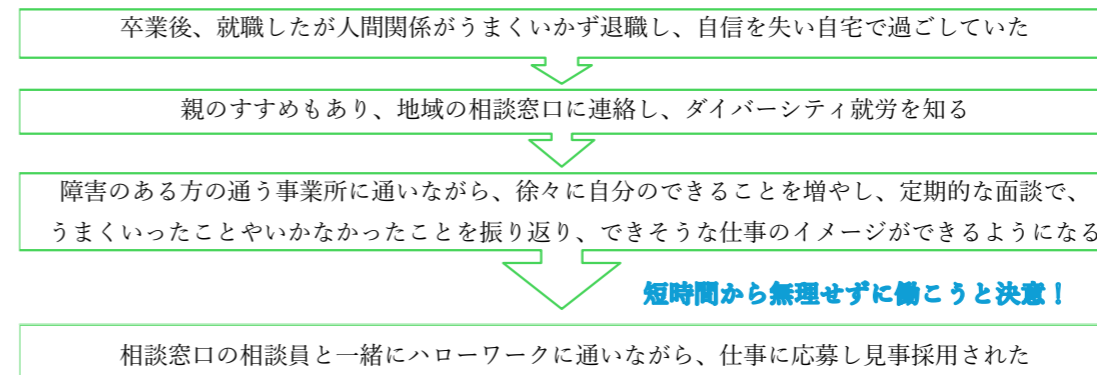 卒業後、就職したが人間関係がうまくいかず退職し、自信を失い自宅で過ごしていた
親のすすめもあり、地域の相談窓口に連絡し、ダイバーシティ就労を知る
障害のある方の通う事業所に通いながら、徐々に自分のできることを増やし、定期的な面談で、
うまくいったことやいかなかったことを振り返り、できそうな仕事のイメージができるようになる
短時間から無理せずに働こうと決意！
相談窓口の相談員と一緒にハローワークに通いながら、仕事に応募し見事採用された